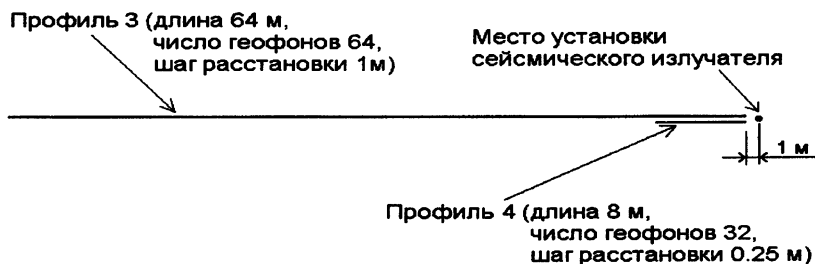 Профиль 3 (длина 64 м,
число геофонов 64,
шаг расстановки 1м)
Место установки
сейсмического излучателя
1 м
Профиль 4 (длина 8 м,
число геофонов 32,
шаг расстановки 0.25 м)